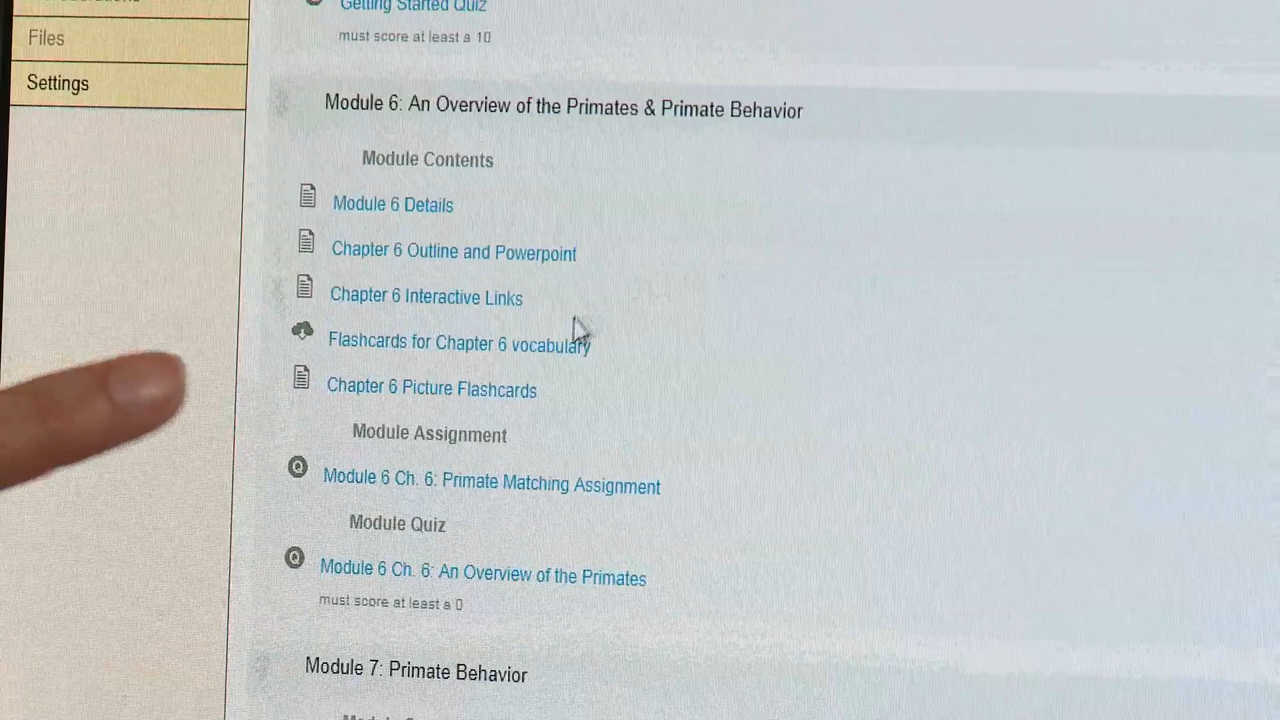 Files
Settings
Getting Started Quiz
must score at least a 10
Module 6: An Overview of the Primates & Primate Behavior
Module Contents
Module 6 Details
Chapter 6 Outline and Powerpoint
Chapter 6 Interactive Links
Flashcards for Chapter 6 vocabulary
Chapter 6 Picture Flashcards
Module Assignment
Q Module 6 Ch. 6: Primate Matching Assignment
Module Quiz
Q Module 6 Ch. 6: An Overview of the Primates
must score at least a 0
Module 7: Primate Behavior